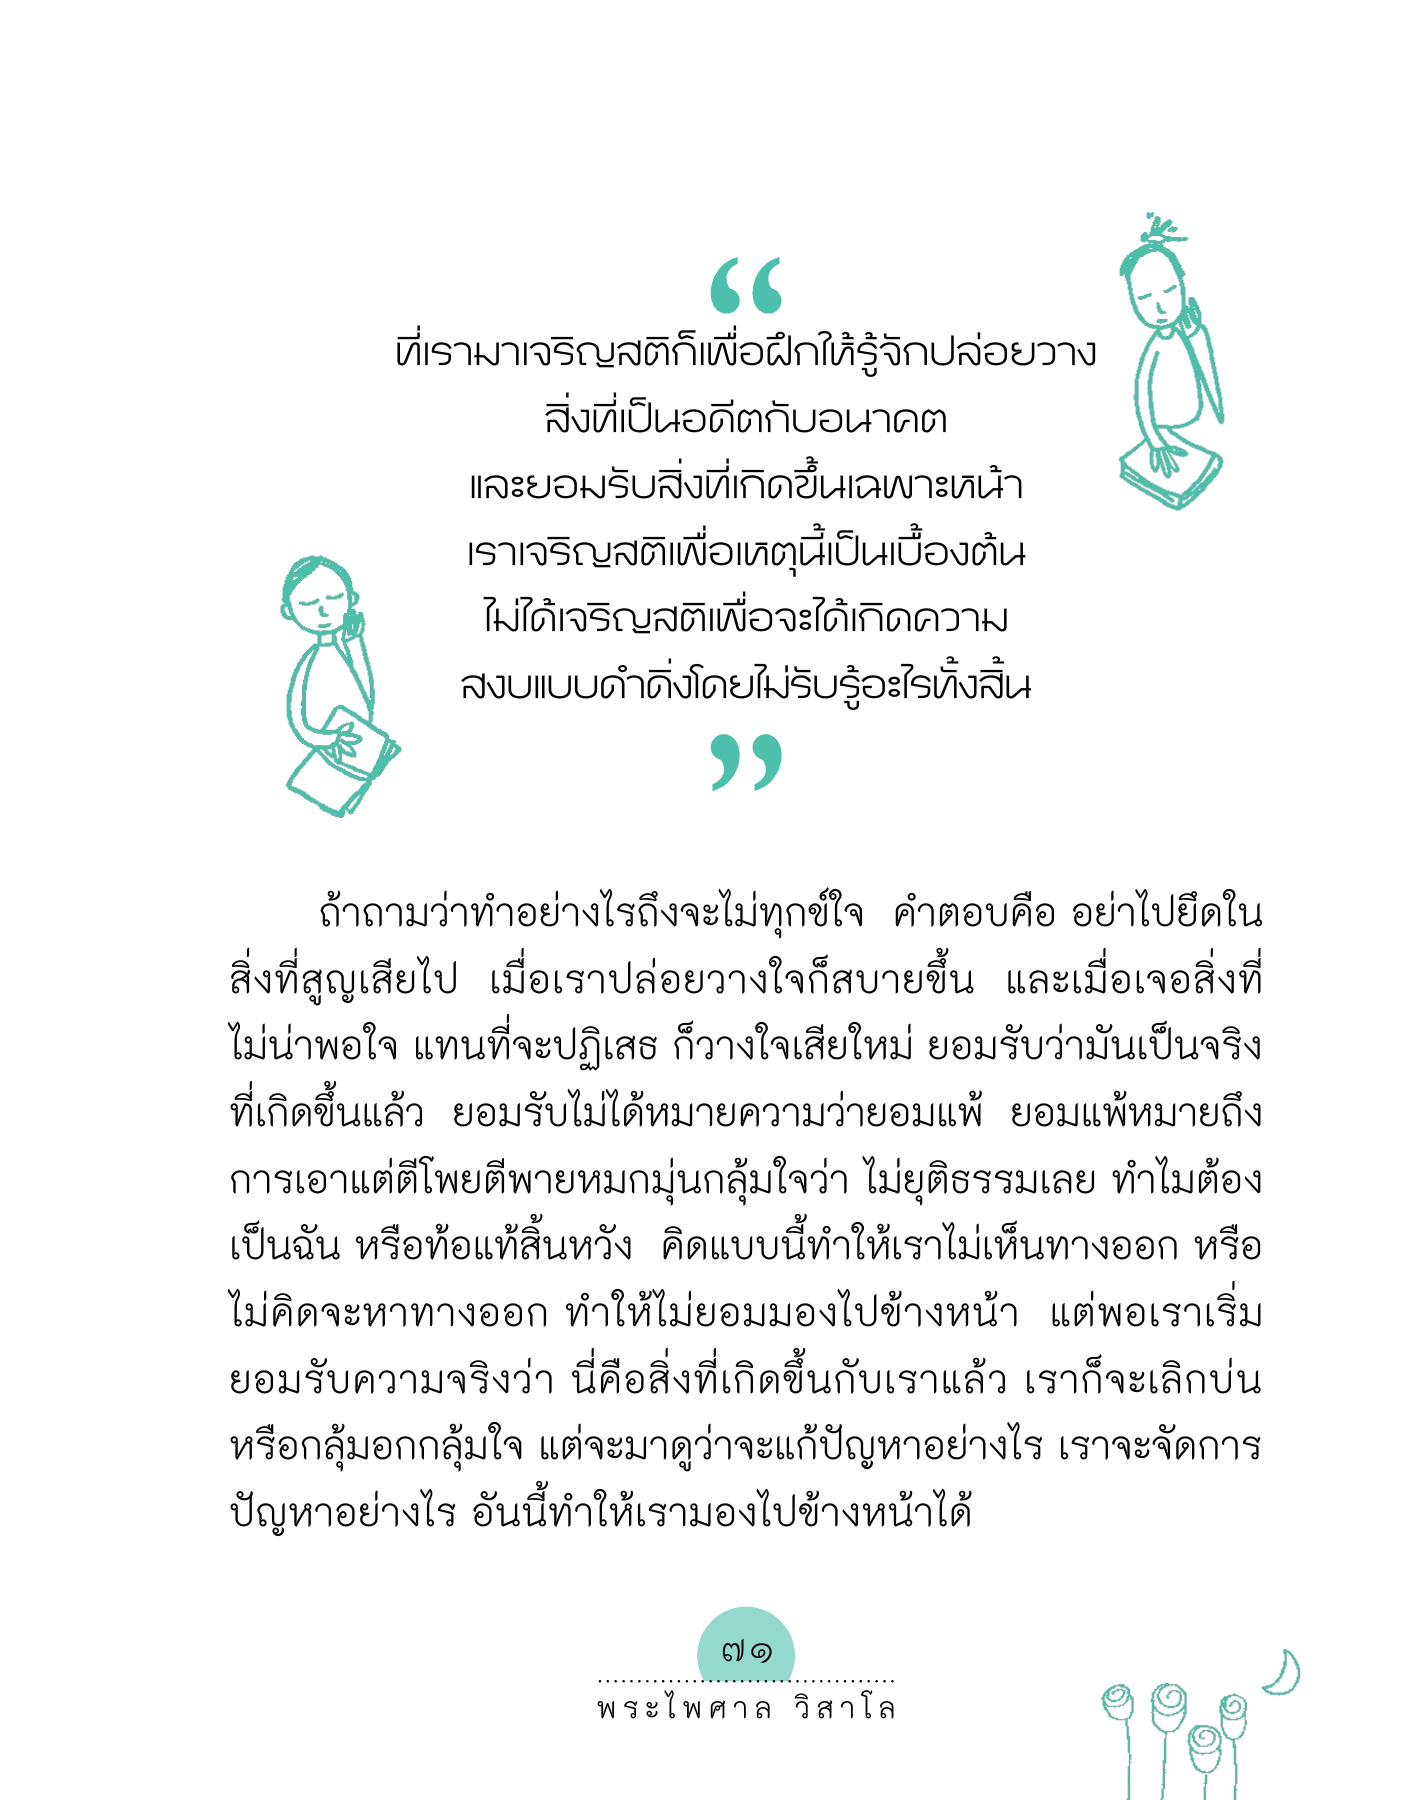 “
ที่เรามาเจริญสติก็เพื่อฝึกให้รู้จักปล่อยวาง
สิ่งที่เป็นอดีตกับอนาคต
และยอมรับสิ่งที่เกิดขึ้นเฉพาะหน้า
เราเจริญสติเพื่อเหตุนี้เป็นเบื้องต้น
ไม่ได้เจริญสติเพื่อจะได้เกิดความ
สงบแบบดำดิ่งโดยไม่รับรู้อะไรทั้งสิ้น
”
ถ้าถามว่าทำอย่างไรถึงจะไม่ทุกข์ใจ คำตอบคือ อย่าไปยึดใน
สิ่งที่สูญเสียไป เมื่อเราปล่อยวางใจก็สบายขึ้น และเมื่อเจอสิ่งที่
ไม่น่าพอใจ แทนที่จะปฏิเสธ ก็วางใจเสียใหม่ ยอมรับว่ามันเป็นจริง
ที่เกิดขึ้นแล้ว ยอมรับไม่ได้หมายความว่ายอมแพ้ ยอมแพ้หมายถึง
การเอาแต่ตีโพยตีพายหมกมุ่นกลุ้มใจว่า ไม่ยุติธรรมเลย ทำไมต้อง
เป็นฉัน หรือท้อแท้สิ้นหวัง คิดแบบนี้ทำให้เราไม่เห็นทางออก หรือ
ไม่คิดจะหาทางออก ทำให้ไม่ยอมมองไปข้างหน้า แต่พอเราเริ่ม
ยอมรับความจริงว่า นี่คือสิ่งที่เกิดขึ้นกับเราแล้ว เราก็จะเลิกบ่น
หรือกลุ้มอกกลุ้มใจ แต่จะมาดูว่าจะแก้ปัญหาอย่างไร เราจะจัดการ
ปัญหาอย่างไร อันนี้ทำให้เรามองไปข้างหน้าได้
๗๑
พระไพศาล วิสาโล